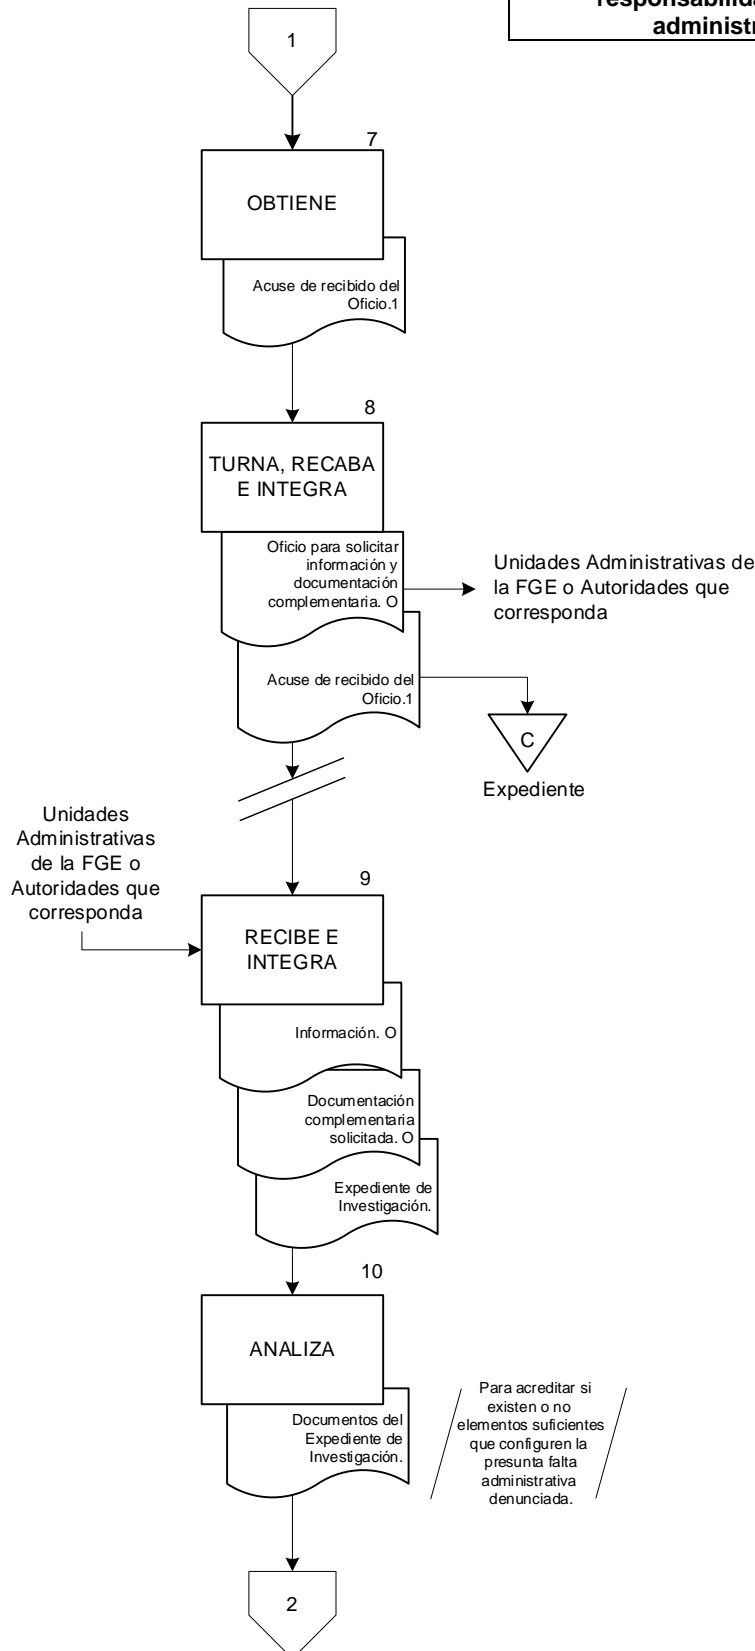 administr
1
7
OBTIENE
Acuse de recibido del
Oficio.1
8
TURNA, RECABA
E INTEGRA
Oficio para solicitar
información y
documentación
complementaria. O
Unidades Administrativas de
la FGE o Autoridades que
corresponda
Acuse de recibido del
Oficio.1
C
Expediente
Unidades
Administrativas
de la FGE o
Autoridades que
corresponda
9
RECIBE E
INTEGRA
Información. O
Documentación
complementaria
solicitada. O
Expediente de
Investigación.
10
ANALIZA
Documentos del
Expediente de
Investigación.
Para acreditar si
existen o no
elementos suficientes
que configuren la
presunta falta
administrativa
denunciada.
2